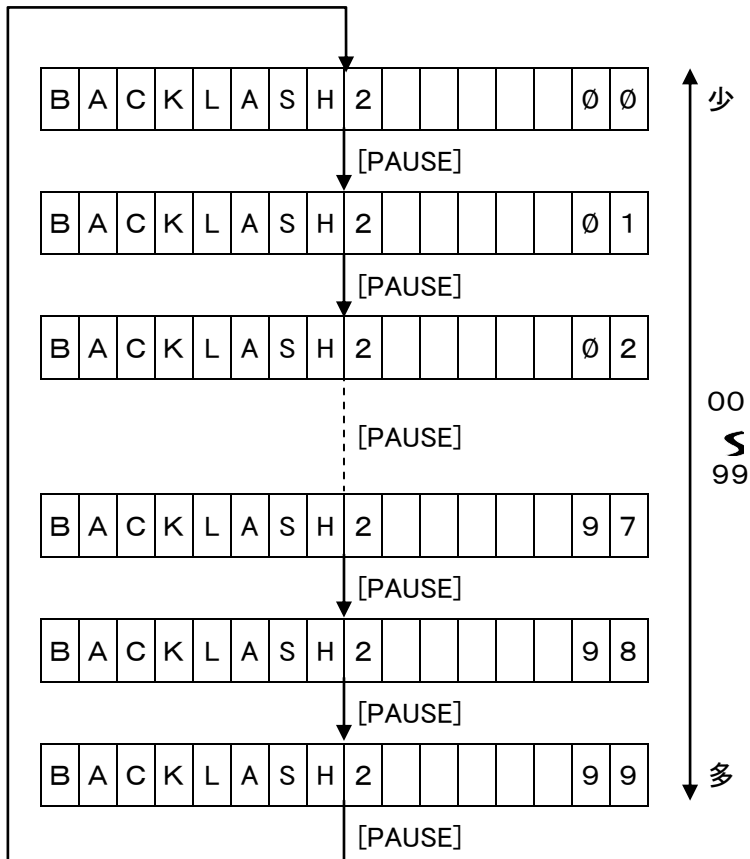 BACKLASH2 ØØ
少
[PAUSE]
BACKLASH2 Ø1
[PAUSE]
BACKLASH2 Ø2
00
〜
99
[PAUSE]
BACKLASH2 97
[PAUSE]
BACKLASH2 98
[PAUSE]
BACKLASH2 99
多
[PAUSE]